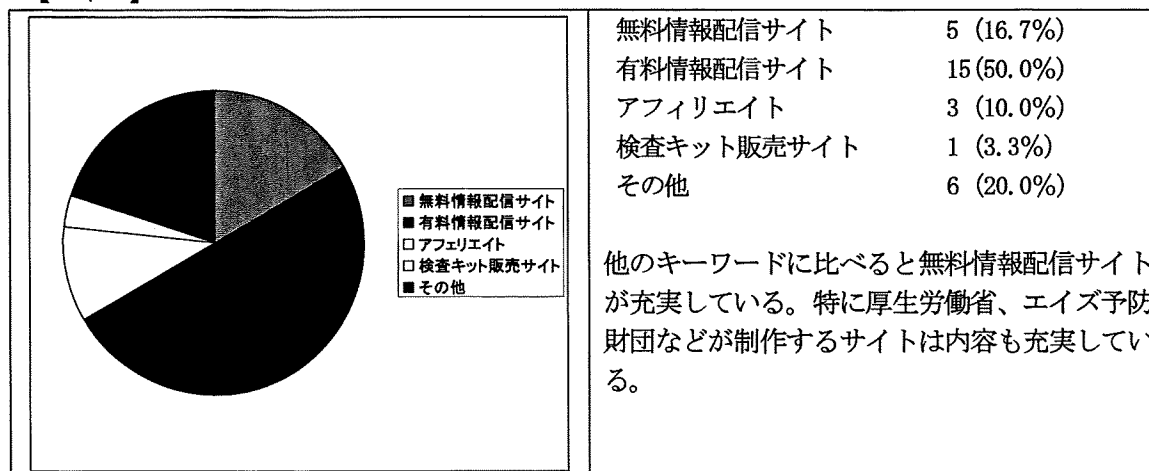 無料情報配信サイト 5 (16.7%)
有料情報配信サイト 15(50.0%)
アフィリエイト 3 (10.0%)
検査キット販売サイト 1 (3.3%)
その他 6 (20.0%)
無料情報配信サイト
有料情報配信サイト
アフェリエイト
検査キット販売サイト
その他
他のキーワードに比べると無料情報配信サイト
が充実している。特に厚生労働省、エイズ予防
財団などが制作するサイトは内容も充実してい
る。